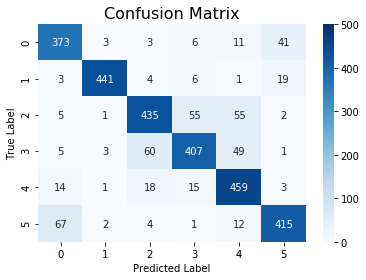 Confusion Matrix
0 373 3 3 6 11 41
1 3 441 4 6 1 19
2 5 1 435 55 55 2
3 5 3 60 407 49 1
4 14 1 18 15 459 3
5 67 2 4 1 12 415
0 1 2 3 4 5
Predicted Label
True Label
500
400
300
200
100
0